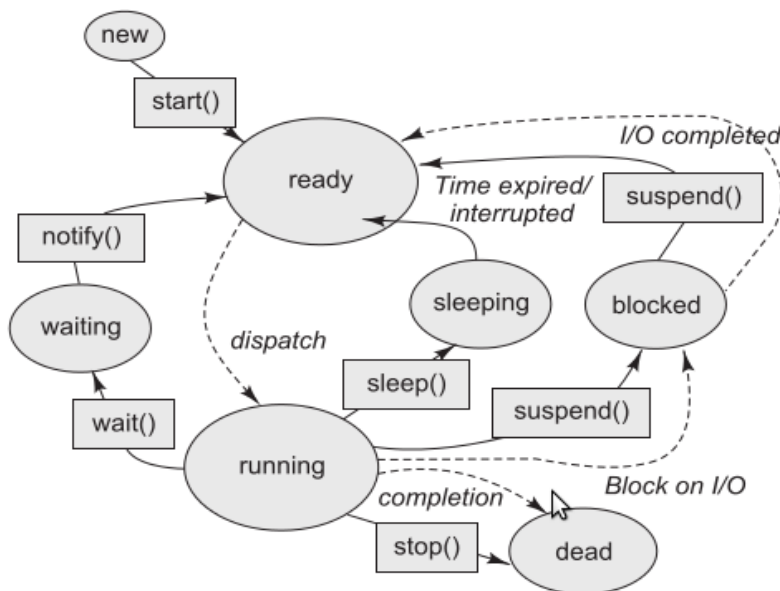 new
start()
I/O completed
ready
Time expired/
interrupted
suspend()
notify()
sleeping
blocked
waiting
dispatch
sleep()
suspend()
wait()
running
Block on I/O
completion
stop()
dead